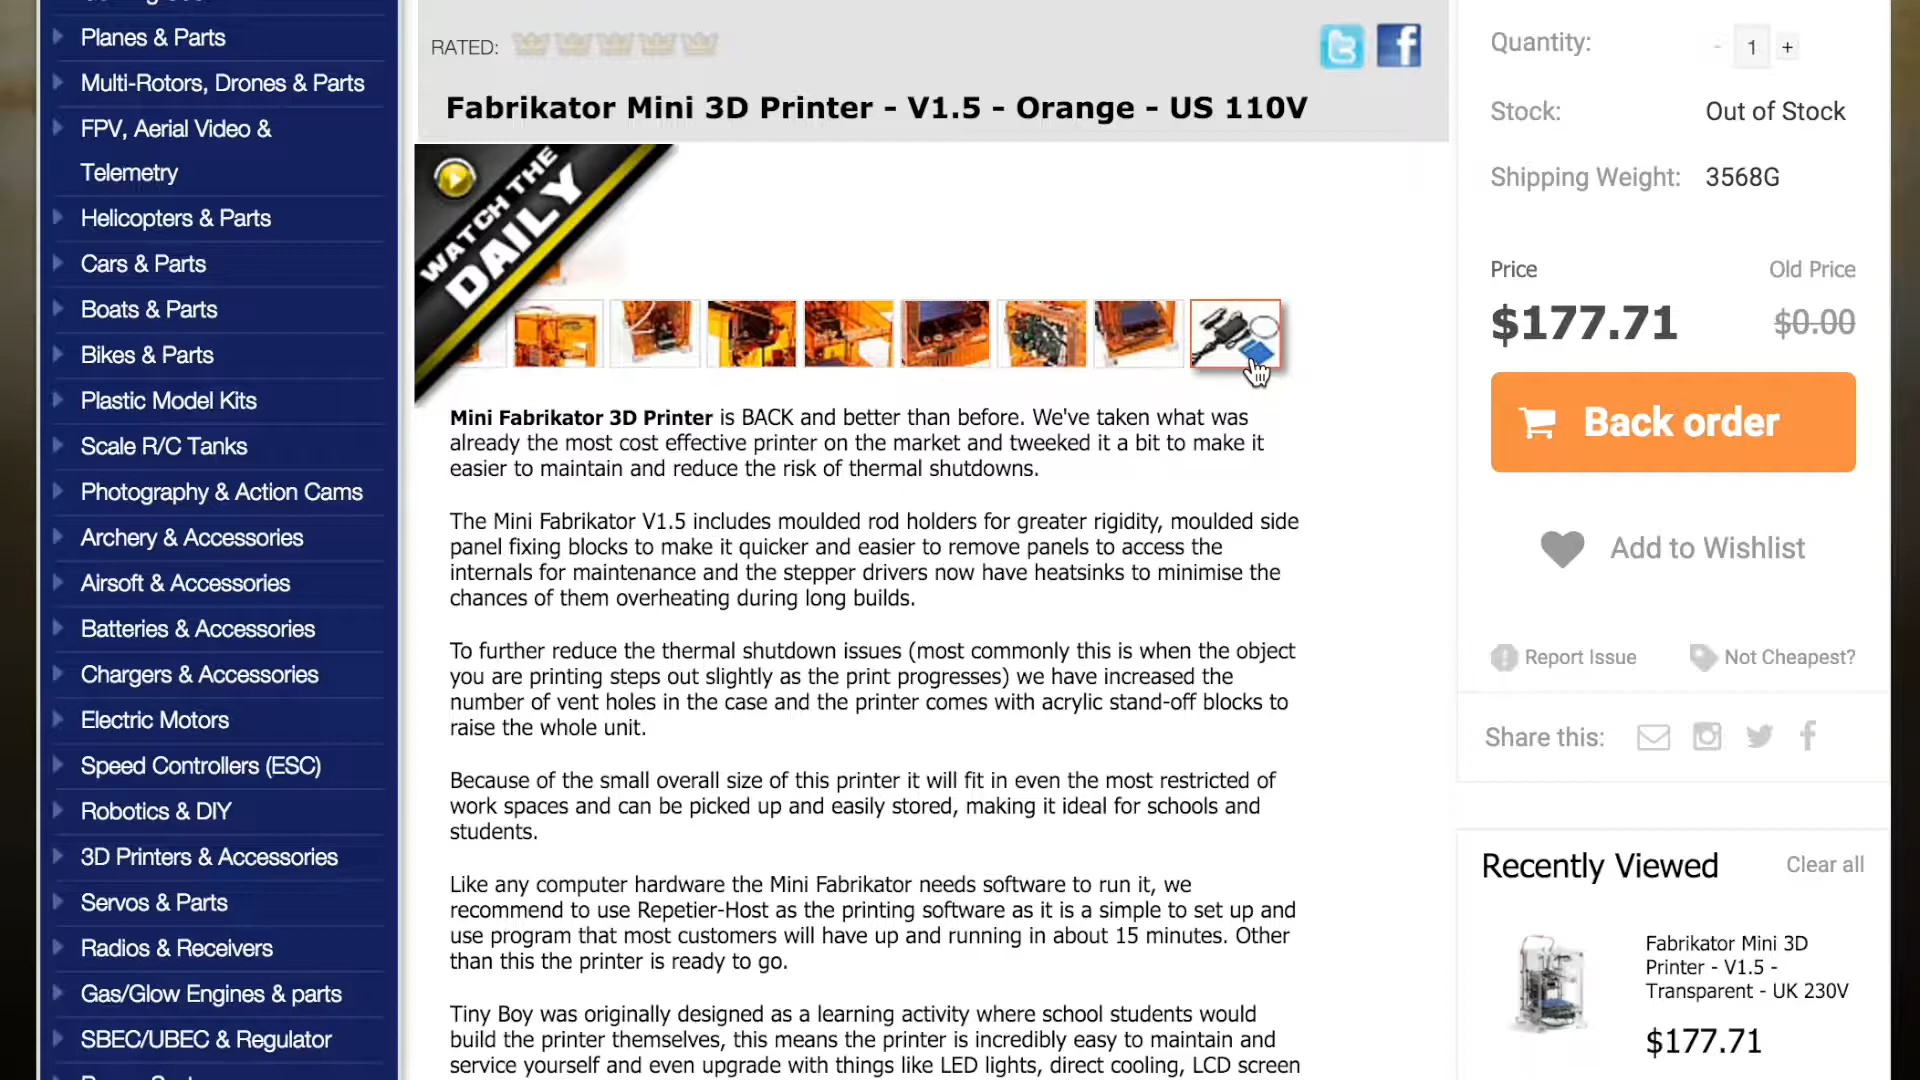 Planes & Parts
Multi-Rotors, Drones & Parts
FPV, Aerial Video &
Telemetry
Helicopters & Parts
Cars & Parts
Boats & Parts
Bikes & Parts
Plastic Model Kits
Scale R/C Tanks
Photography & Action Cams
Archery & Accessories
Airsoft & Accessories
Batteries & Accessories
Chargers & Accessories
Electric Motors
Speed Controllers (ESC)
Robotics & DIY
3D Printers & Accessories
Servos & Parts
Radios & Receivers
Gas/Glow Engines & parts
SBEC/UBEC & Regulator
RATED:
Fabrikator Mini 3D Printer - V1.5 - Orange - US 110V
WATCH THE
DAILY
Mini Fabrikator 3D Printer is BACK and better than before. We've taken what was
already the most cost effective printer on the market and tweeked it a bit to make it
easier to maintain and reduce the risk of thermal shutdowns.
The Mini Fabrikator V1.5 includes moulded rod holders for greater rigidity, moulded side
panel fixing blocks to make it quicker and easier to remove panels to access the
internals for maintenance and the stepper drivers now have heatsinks to minimise the
chances of them overheating during long builds.
To further reduce the thermal shutdown issues (most commonly this is when the object
you are printing steps out slightly as the print progresses) we have increased the
number of vent holes in the case and the printer comes with acrylic stand-off blocks to
raise the whole unit.
Because of the small overall size of this printer it will fit in even the most restricted of
work spaces and can be picked up and easily stored, making it ideal for schools and
students.
Like any computer hardware the Mini Fabrikator needs software to run it, we
recommend to use Repetier-Host as the printing software as it is a simple to set up and
use program that most customers will have up and running in about 15 minutes. Other
than this the printer is ready to go.
Tiny Boy was originally designed as a learning activity where school students would
build the printer themselves, this means the printer is incredibly easy to maintain and
service yourself and even upgrade with things like LED lights, direct cooling, LCD screen
Quantity: - 1 +
Stock: Out of Stock
Shipping Weight: 3568G
Price Old Price
$177.71 $0.00
Back order
Add to Wishlist
Report Issue Not Cheapest?
Share this:
Recently Viewed Clear all
Fabrikator Mini 3D
Printer - V1.5 -
Transparent - UK 230V
$177.71